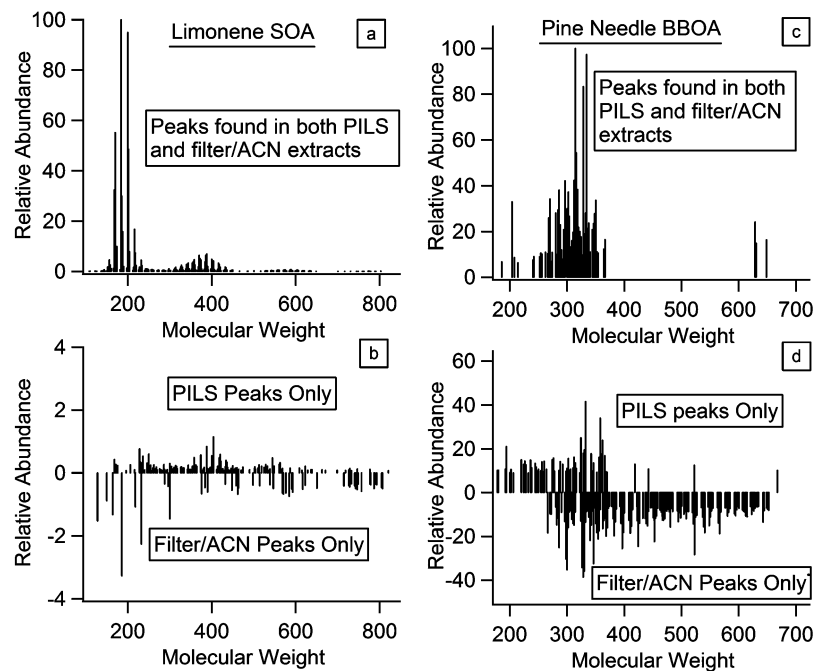 Limonene SOA
a
Relative Abundance
100
80
60
40
20
0
Peaks found in both PILS
and filter/ACN extracts
200
400
600
800
Molecular Weight
Pine Needle BBOA
c
Relative Abundance
100
80
60
40
20
0
Peaks found in both
PILS and filter/ACN
extracts
200
300
400
500
600
700
Molecular Weight
b
Relative Abundance
4
2
0
-2
-4
PILS Peaks Only
Filter/ACN Peaks Only
200
400
600
800
Molecular Weight
d
Relative Abundance
60
40
20
0
-20
-40
PILS peaks Only
Filter/ACN Peaks Only
200
300
400
500
600
700
Molecular Weight